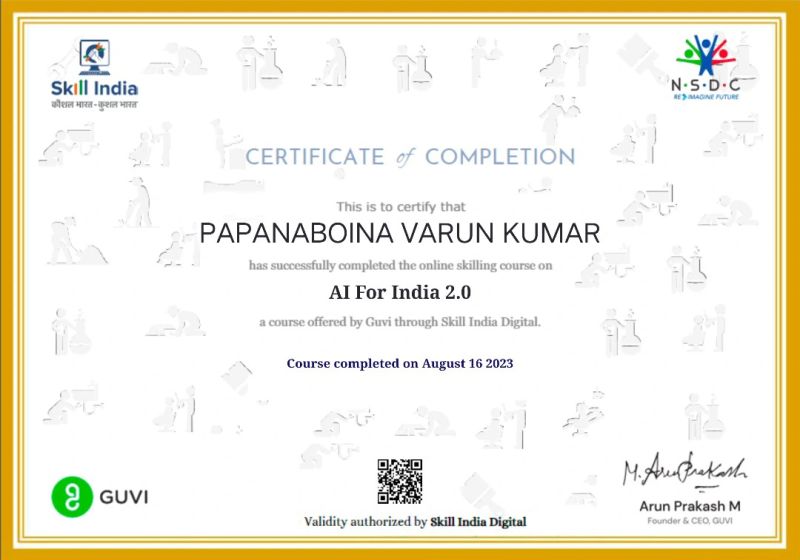 Skill India
कौशल भारत - कुशल भारत
N·S·D·C
RE IMAGINE FUTURE
CERTIFICATE of COMPLETION
This is to certify that
PAPANABOINA VARUN KUMAR
has successfully completed the online skilling course on
AI For India 2.0
a course offered by Guvi through Skill India Digital.
Course completed on August 16 2023
GUVI
Validity authorized by Skill India Digital
M. Arun Prakash
Arun Prakash M
Founder & CEO, GUVI